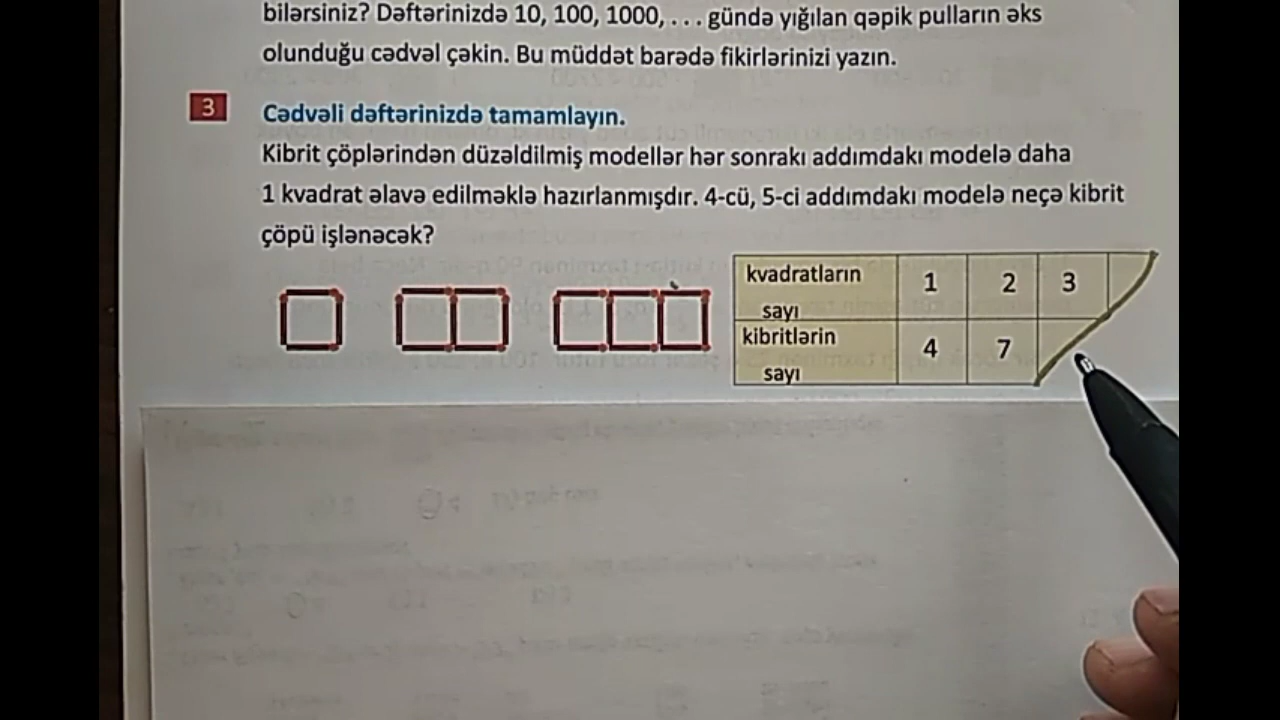 bilərsiniz? Dəftərinizdə 10, 100, 1000, . . . gündə yığılan qəpik pulların əks
olunduğu cədvəl çəkin. Bu müddət barədə fikirlərinizi yazın.
3 Cədvəli dəftərinizdə tamamlayın.
Kibrit çöplərindən düzəldilmiş modellər hər sonrakı addımdakı modelə daha
1 kvadrat əlavə edilməklə hazırlanmışdır. 4-cü, 5-ci addımdakı modelə neçə kibrit
çöpü işlənəcək?
kvadratların sayı 1 2 3
kibritlərin sayı 4 7